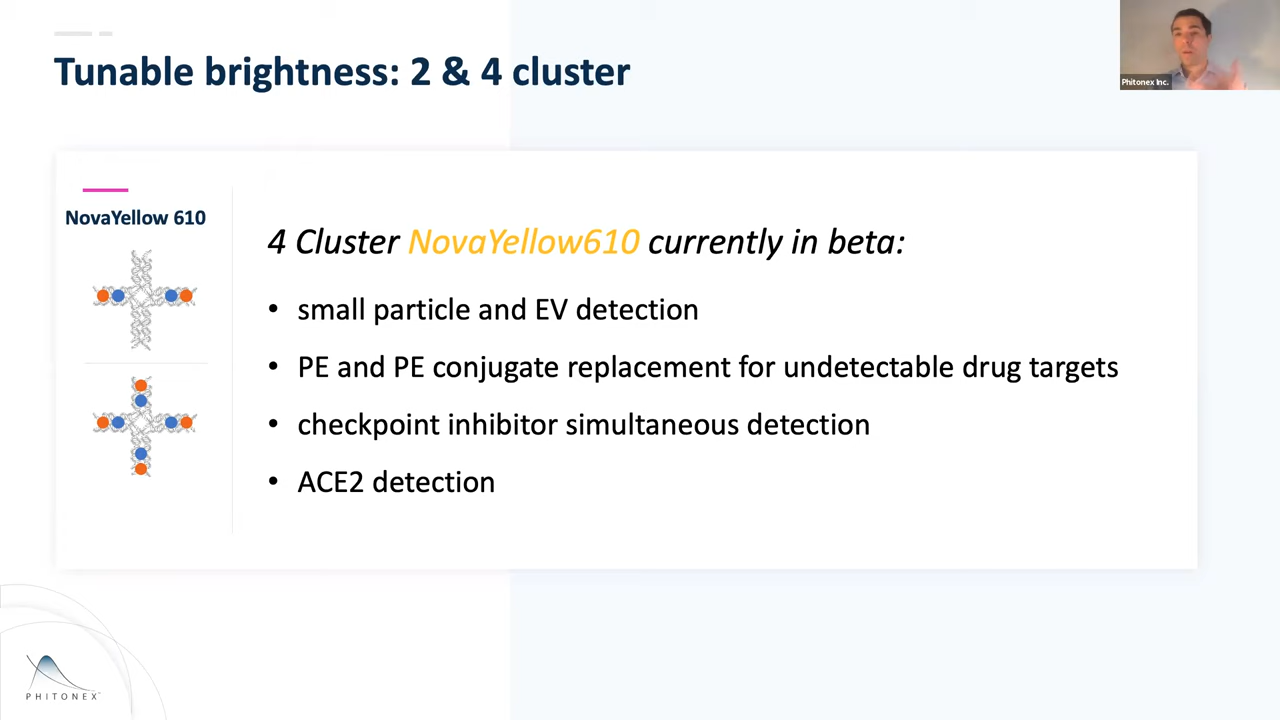 Tunable brightness: 2 & 4 cluster
Phitonex Inc.
NovaYellow 610
4 Cluster NovaYellow610 currently in beta:
• small particle and EV detection
• PE and PE conjugate replacement for undetectable drug targets
• checkpoint inhibitor simultaneous detection
• ACE2 detection
PHITONEX